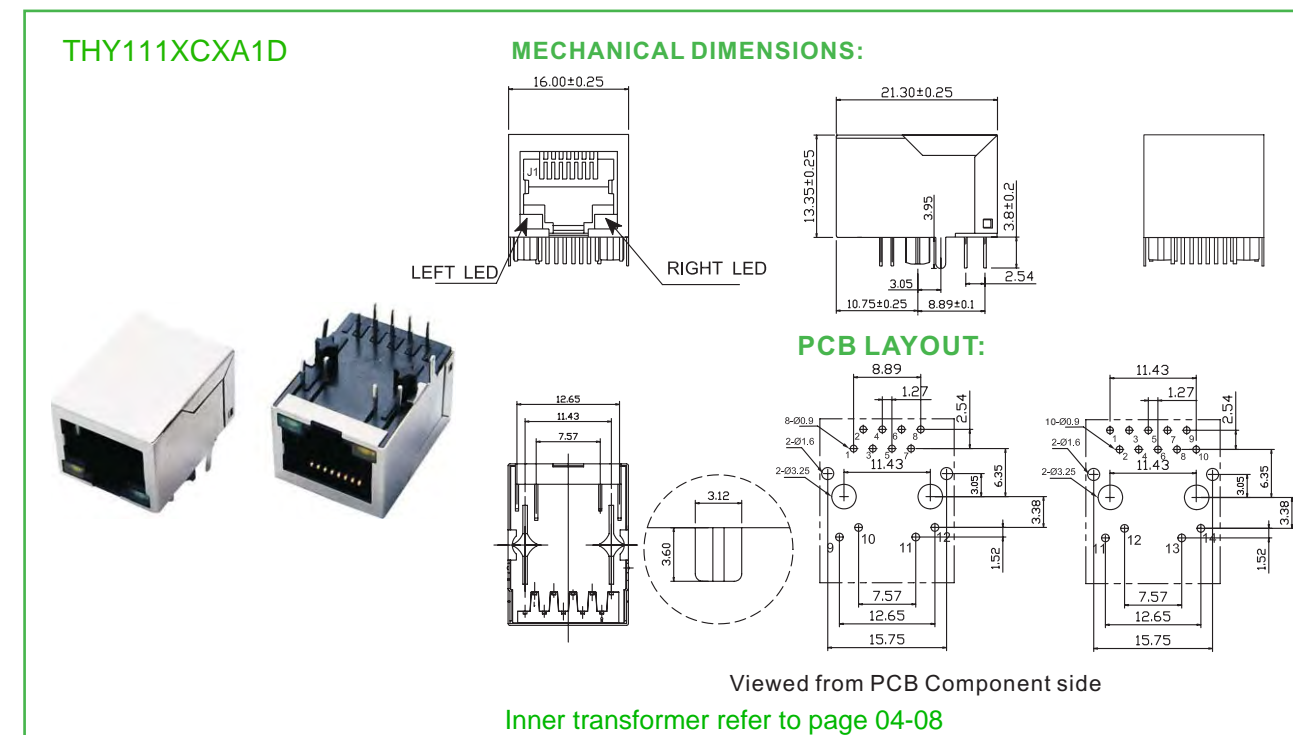 THY111XCXA1D
MECHANICAL DIMENSIONS:
16.00±0.25
J1
LEFT LED
RIGHT LED
21.30±0.25
13.35±0.25
3.95
3.8±0.2
3.05
2.54
10.75±0.25
8.89±0.1
PCB LAYOUT:
12.65
11.43
7.57
3.12
3.60
8.89
1.27
2.54
8-Ø0.9
2 4 6 8
1 3 5 7
2-Ø1.6
2-Ø3.25
11.43
6.35
3.05
3.38
9 10 11 12
1.52
7.57
12.65
15.75
11.43
1.27
2.54
10-Ø0.9
1 3 5 7 9
2 4 6 8 10
2-Ø1.6
2-Ø3.25
11.43
6.35
3.05
3.38
11 12 13 14
1.52
7.57
12.65
15.75
Viewed from PCB Component side
Inner transformer refer to page 04-08